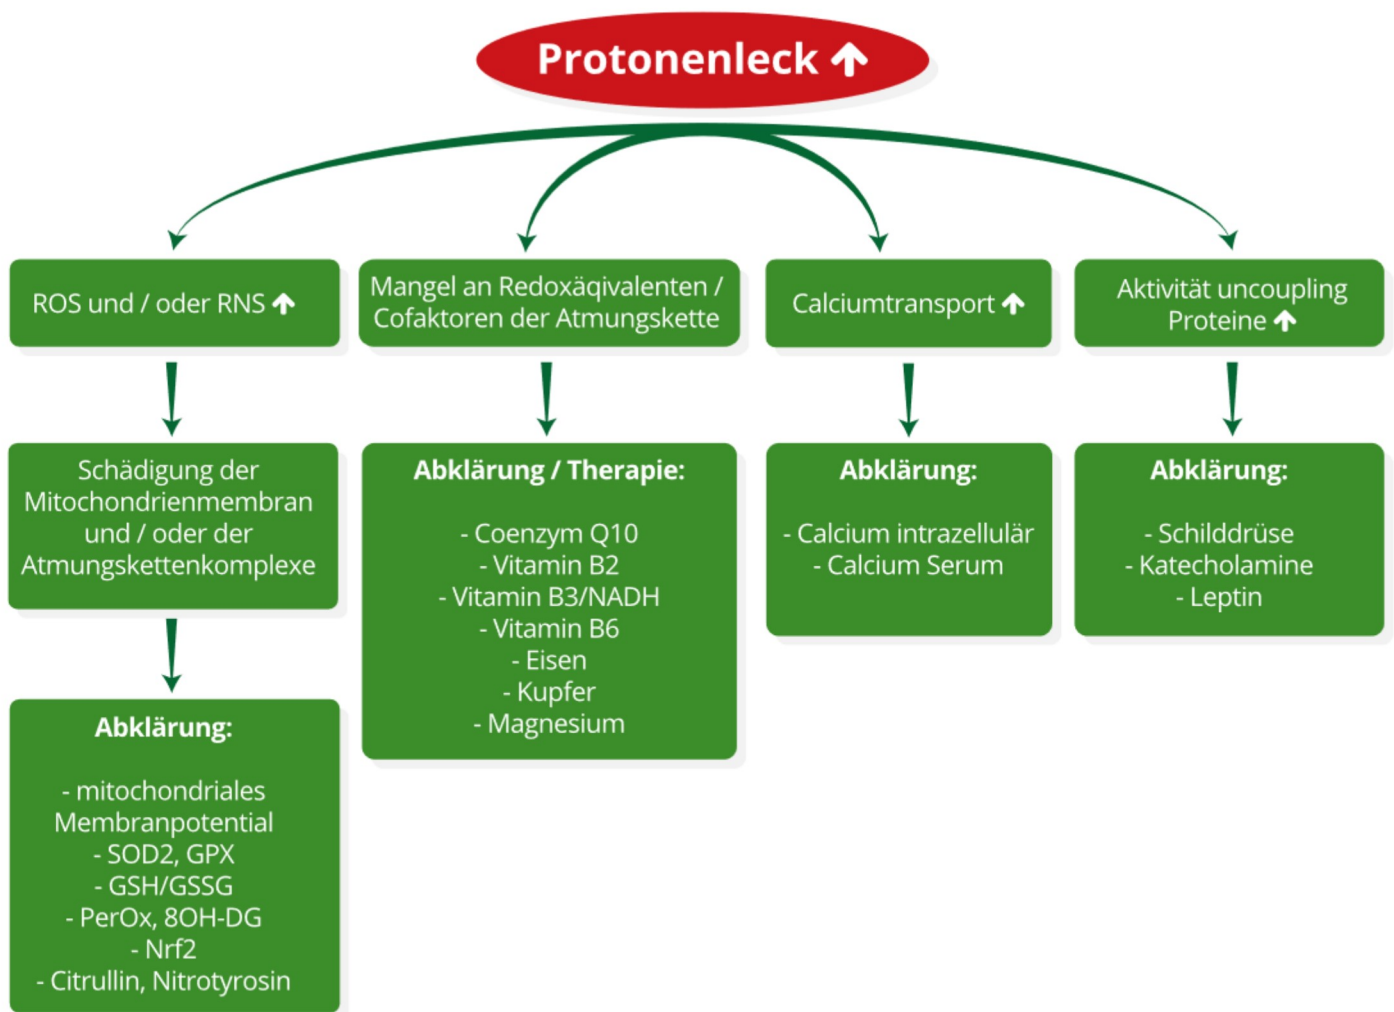 Protonenleck ↑
ROS und / oder RNS ↑
Schädigung der
Mitochondrienmembran
und / oder der
Atmungskettenkomplexe
Abklärung:
- mitochondriales
Membranpotential
- SOD2, GPX
- GSH/GSSG
- PerOx, 8OH-DG
- Nrf2
- Citrullin, Nitrotyrosin
Mangel an Redoxäqivalenten /
Cofaktoren der Atmungskette
Abklärung / Therapie:
- Coenzym Q10
- Vitamin B2
- Vitamin B3/NADH
- Vitamin B6
- Eisen
- Kupfer
- Magnesium
Calciumtransport ↑
Abklärung:
- Calcium intrazellulär
- Calcium Serum
Aktivität uncoupling
Proteine ↑
Abklärung:
- Schilddrüse
- Katecholamine
- Leptin